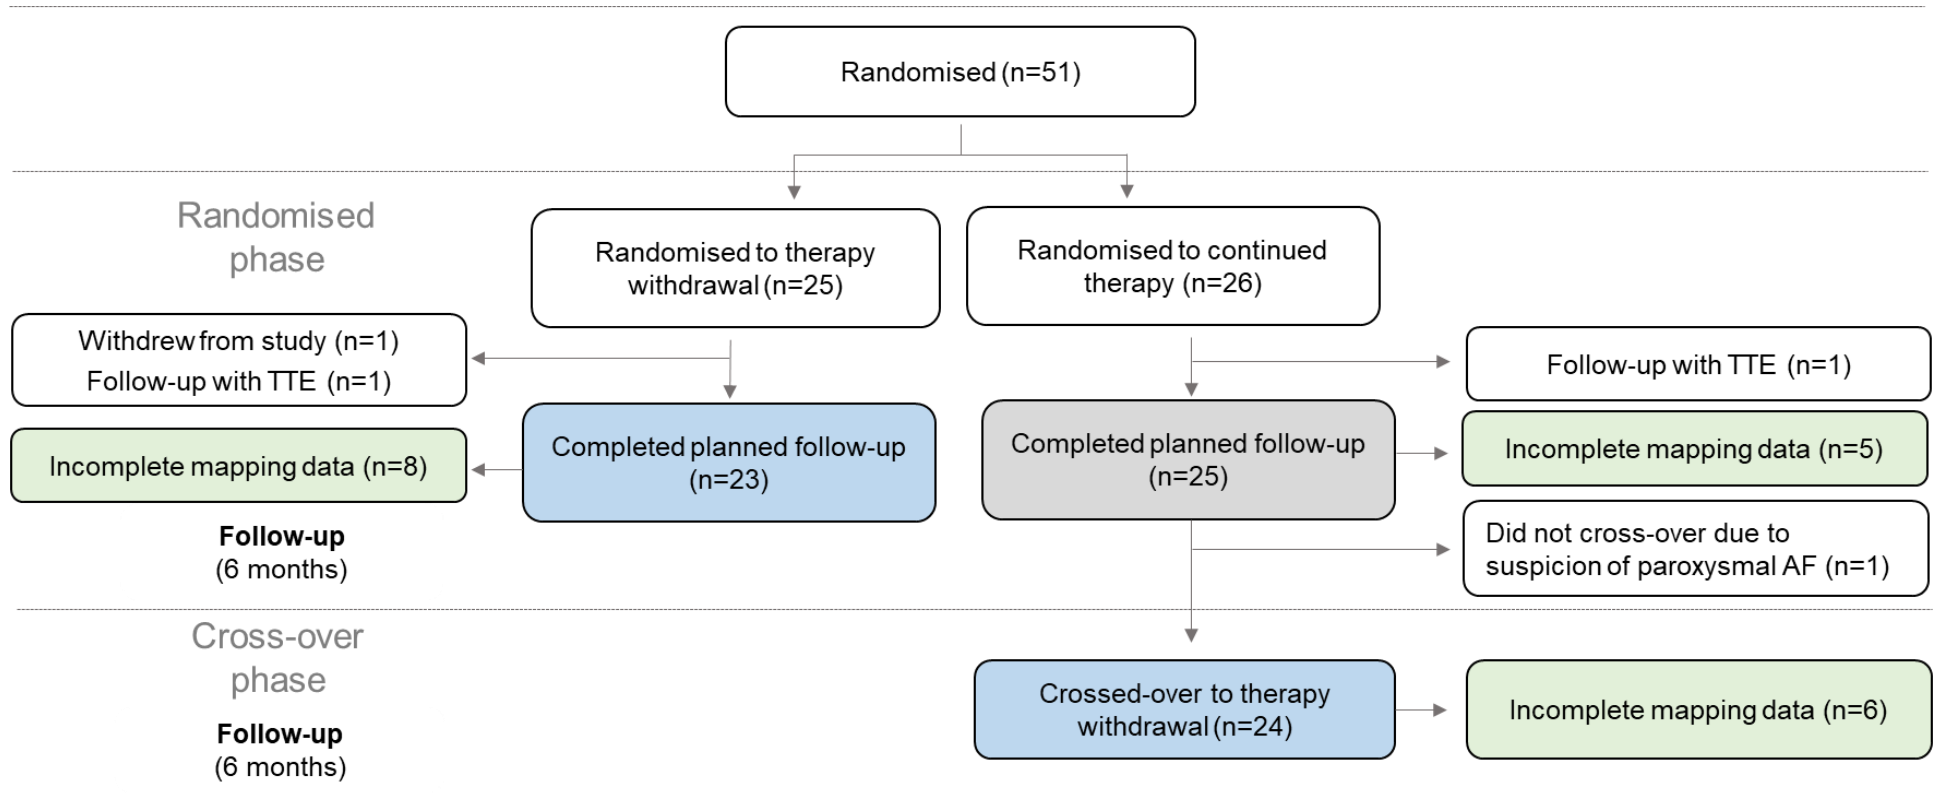 Randomised (n=51)
Randomised
phase
Randomised to therapy
withdrawal (n=25)
Randomised to continued
therapy (n=26)
Withdrew from study (n=1)
Follow-up with TTE (n=1)
Follow-up with TTE (n=1)
Completed planned follow-up
(n=23)
Completed planned follow-up
(n=25)
Incomplete mapping data (n=8)
Incomplete mapping data (n=5)
Follow-up
(6 months)
Did not cross-over due to
suspicion of paroxysmal AF (n=1)
Cross-over
phase
Crossed-over to therapy
withdrawal (n=24)
Incomplete mapping data (n=6)
Follow-up
(6 months)